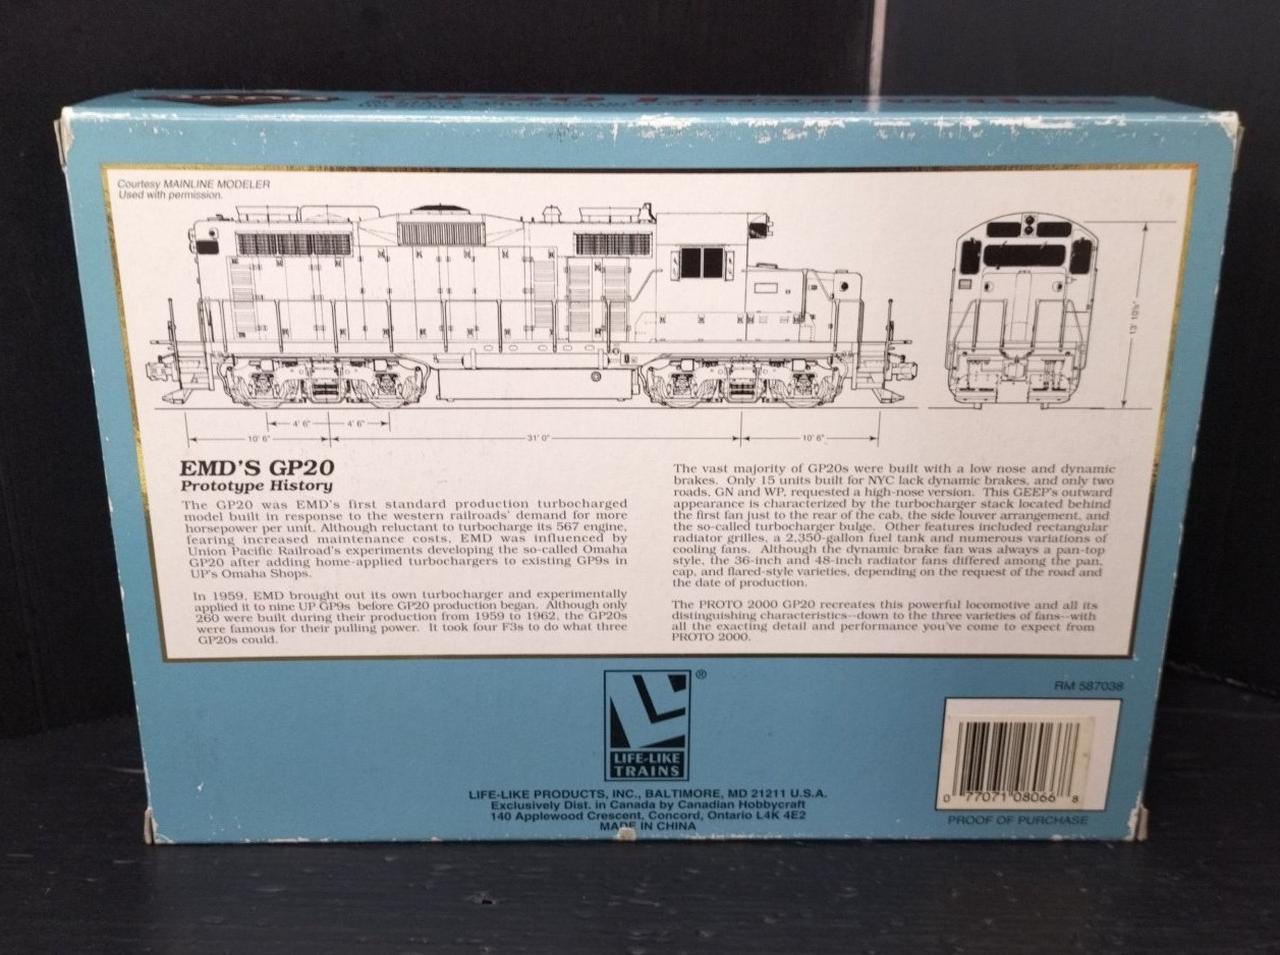 Courtesy MAINLINE MODELER
Used with permission.
13' 10½"
4' 6" 4' 6"
10' 6" 31' 0" 10' 6"
EMD'S GP20
Prototype History
The GP20 was EMD's first standard production turbocharged
model built in response to the western railroads' demand for more
horsepower per unit. Although reluctant to turbocharge its 567 engine,
fearing increased maintenance costs, EMD was influenced by
Union Pacific Railroad's experiments developing the so-called Omaha
GP20 after adding home-applied turbochargers to existing GP9s in
UP's Omaha Shops.
In 1959, EMD brought out its own turbocharger and experimentally
applied it to nine UP GP9s before GP20 production began. Although only
260 were built during their production from 1959 to 1962, the GP20s
were famous for their pulling power. It took four F3s to do what three
GP20s could.
The vast majority of GP20s were built with a low nose and dynamic
brakes. Only 15 units built for NYC lack dynamic brakes, and only two
roads, GN and WP, requested a high-nose version. This GEEP's outward
appearance is characterized by the turbocharger stack located behind
the first fan just to the rear of the cab, the side louver arrangement, and
the so-called turbocharger bulge. Other features included rectangular
radiator grilles, a 2,350-gallon fuel tank and numerous variations of
cooling fans. Although the dynamic brake fan was always a pan-top
style, the 36-inch and 48-inch radiator fans differed among the pan,
cap, and flared-style varieties, depending on the request of the road and
the date of production.
The PROTO 2000 GP20 recreates this powerful locomotive and all its
distinguishing characteristics--down to the three varieties of fans--with
all the exacting detail and performance you've come to expect from
PROTO 2000.
®
LIFE-LIKE
TRAINS
LIFE-LIKE PRODUCTS, INC., BALTIMORE, MD 21211 U.S.A.
Exclusively Dist. in Canada by Canadian Hobbycraft
140 Applewood Crescent, Concord, Ontario L4K 4E2
MADE IN CHINA
RM 587038
0 77071 08066 8
PROOF OF PURCHASE